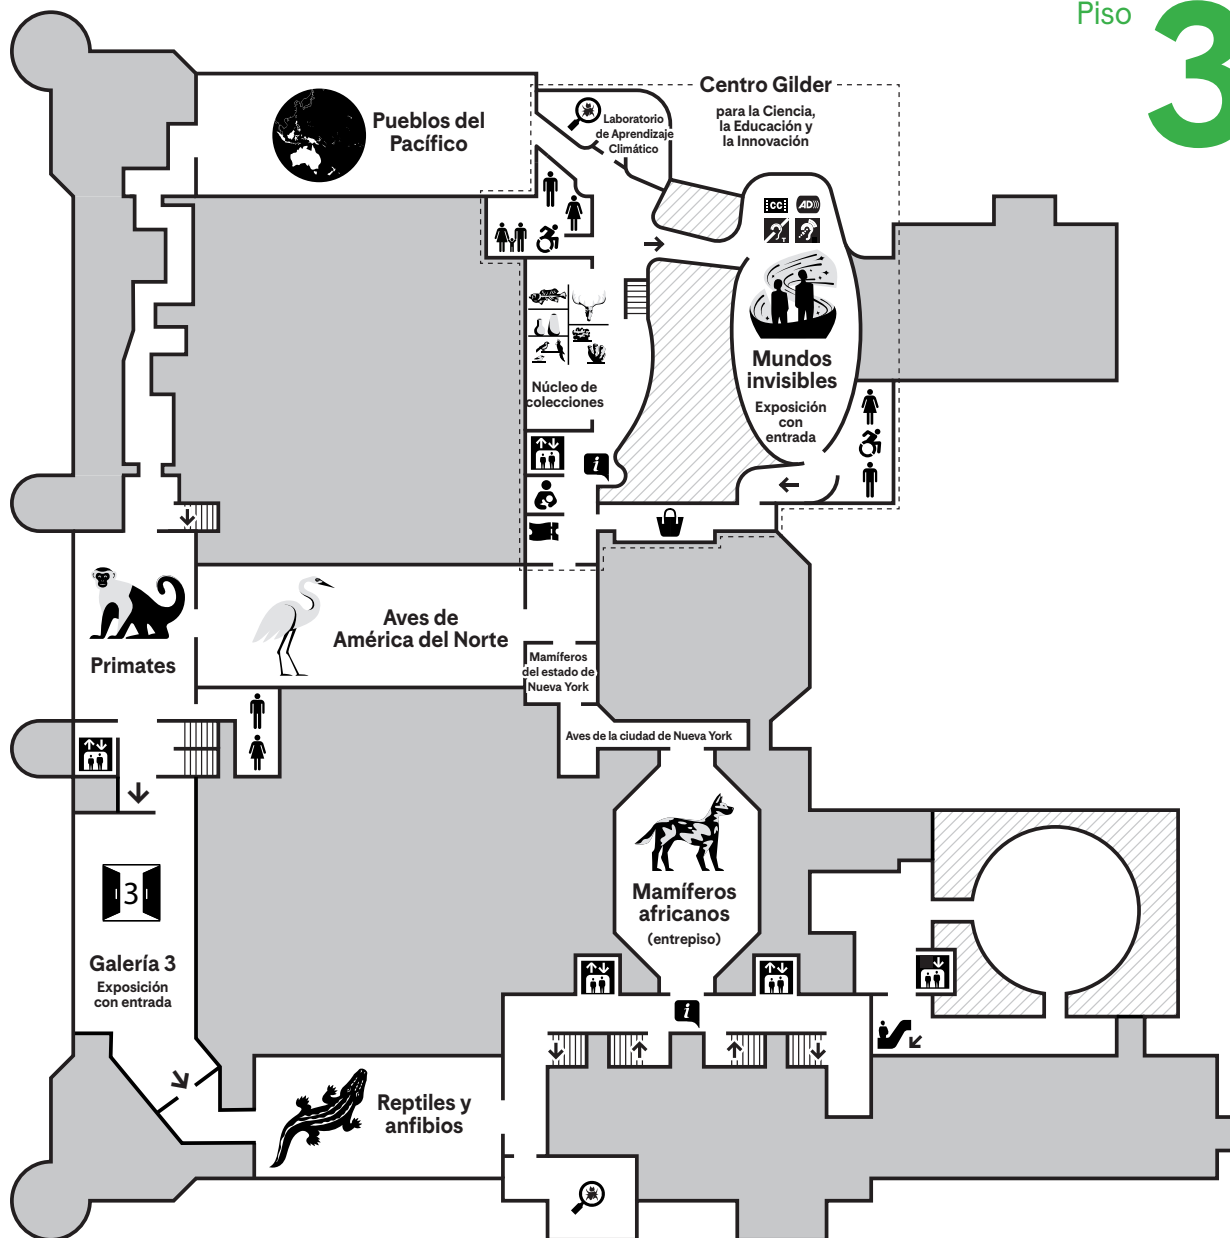 Piso 3
Centro Gilder
para la Ciencia,
la Educación y
la Innovación
Laboratorio
de Aprendizaje
Climático
Pueblos del
Pacífico
CC
AD
Mundos
invisibles
Exposición
con
entrada
Núcleo de
colecciones
i
Primates
Aves de
América del Norte
Mamíferos
del estado de
Nueva York
Aves de la ciudad de Nueva York
Mamíferos
africanos
(entrepiso)
3
Galería 3
Exposición
con entrada
i
Reptiles y
anfibios